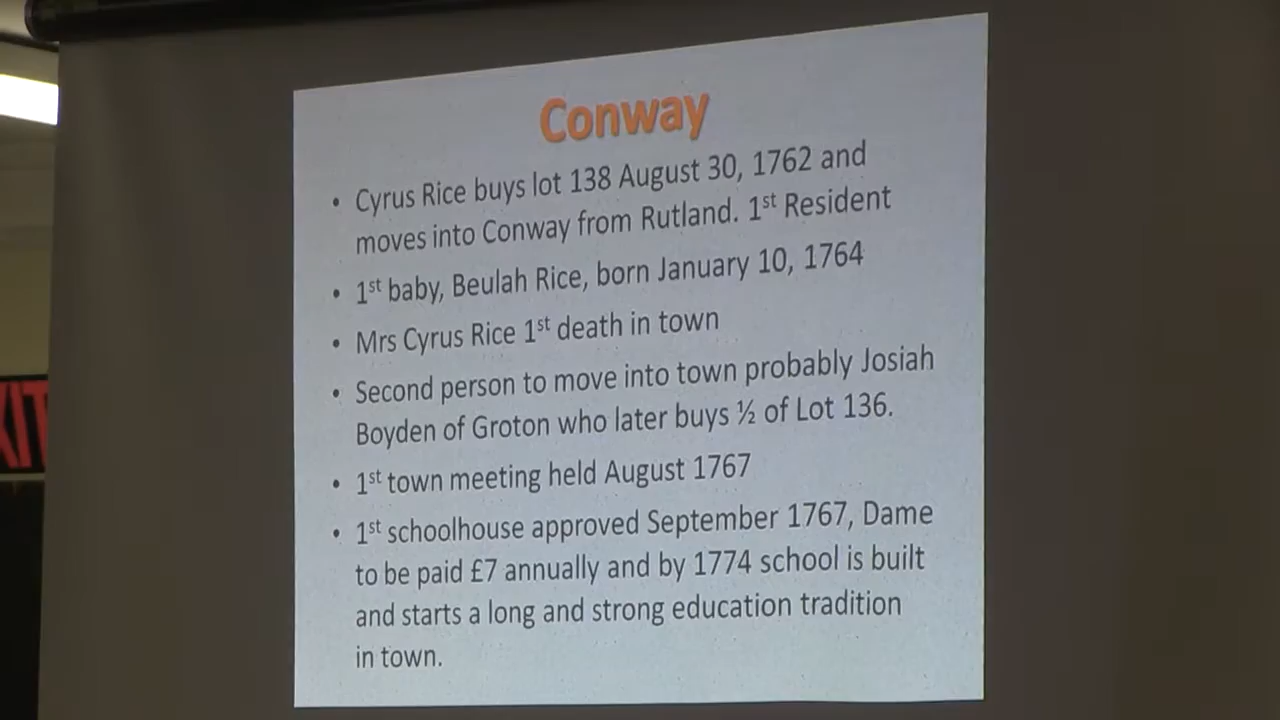 Conway
• Cyrus Rice buys lot 138 August 30, 1762 and
moves into Conway from Rutland. 1st Resident
• 1st baby, Beulah Rice, born January 10, 1764
• Mrs Cyrus Rice 1st death in town
• Second person to move into town probably Josiah
Boyden of Groton who later buys ½ of Lot 136.
• 1st town meeting held August 1767
• 1st schoolhouse approved September 1767, Dame
to be paid £7 annually and by 1774 school is built
and starts a long and strong education tradition
in town.
XIT